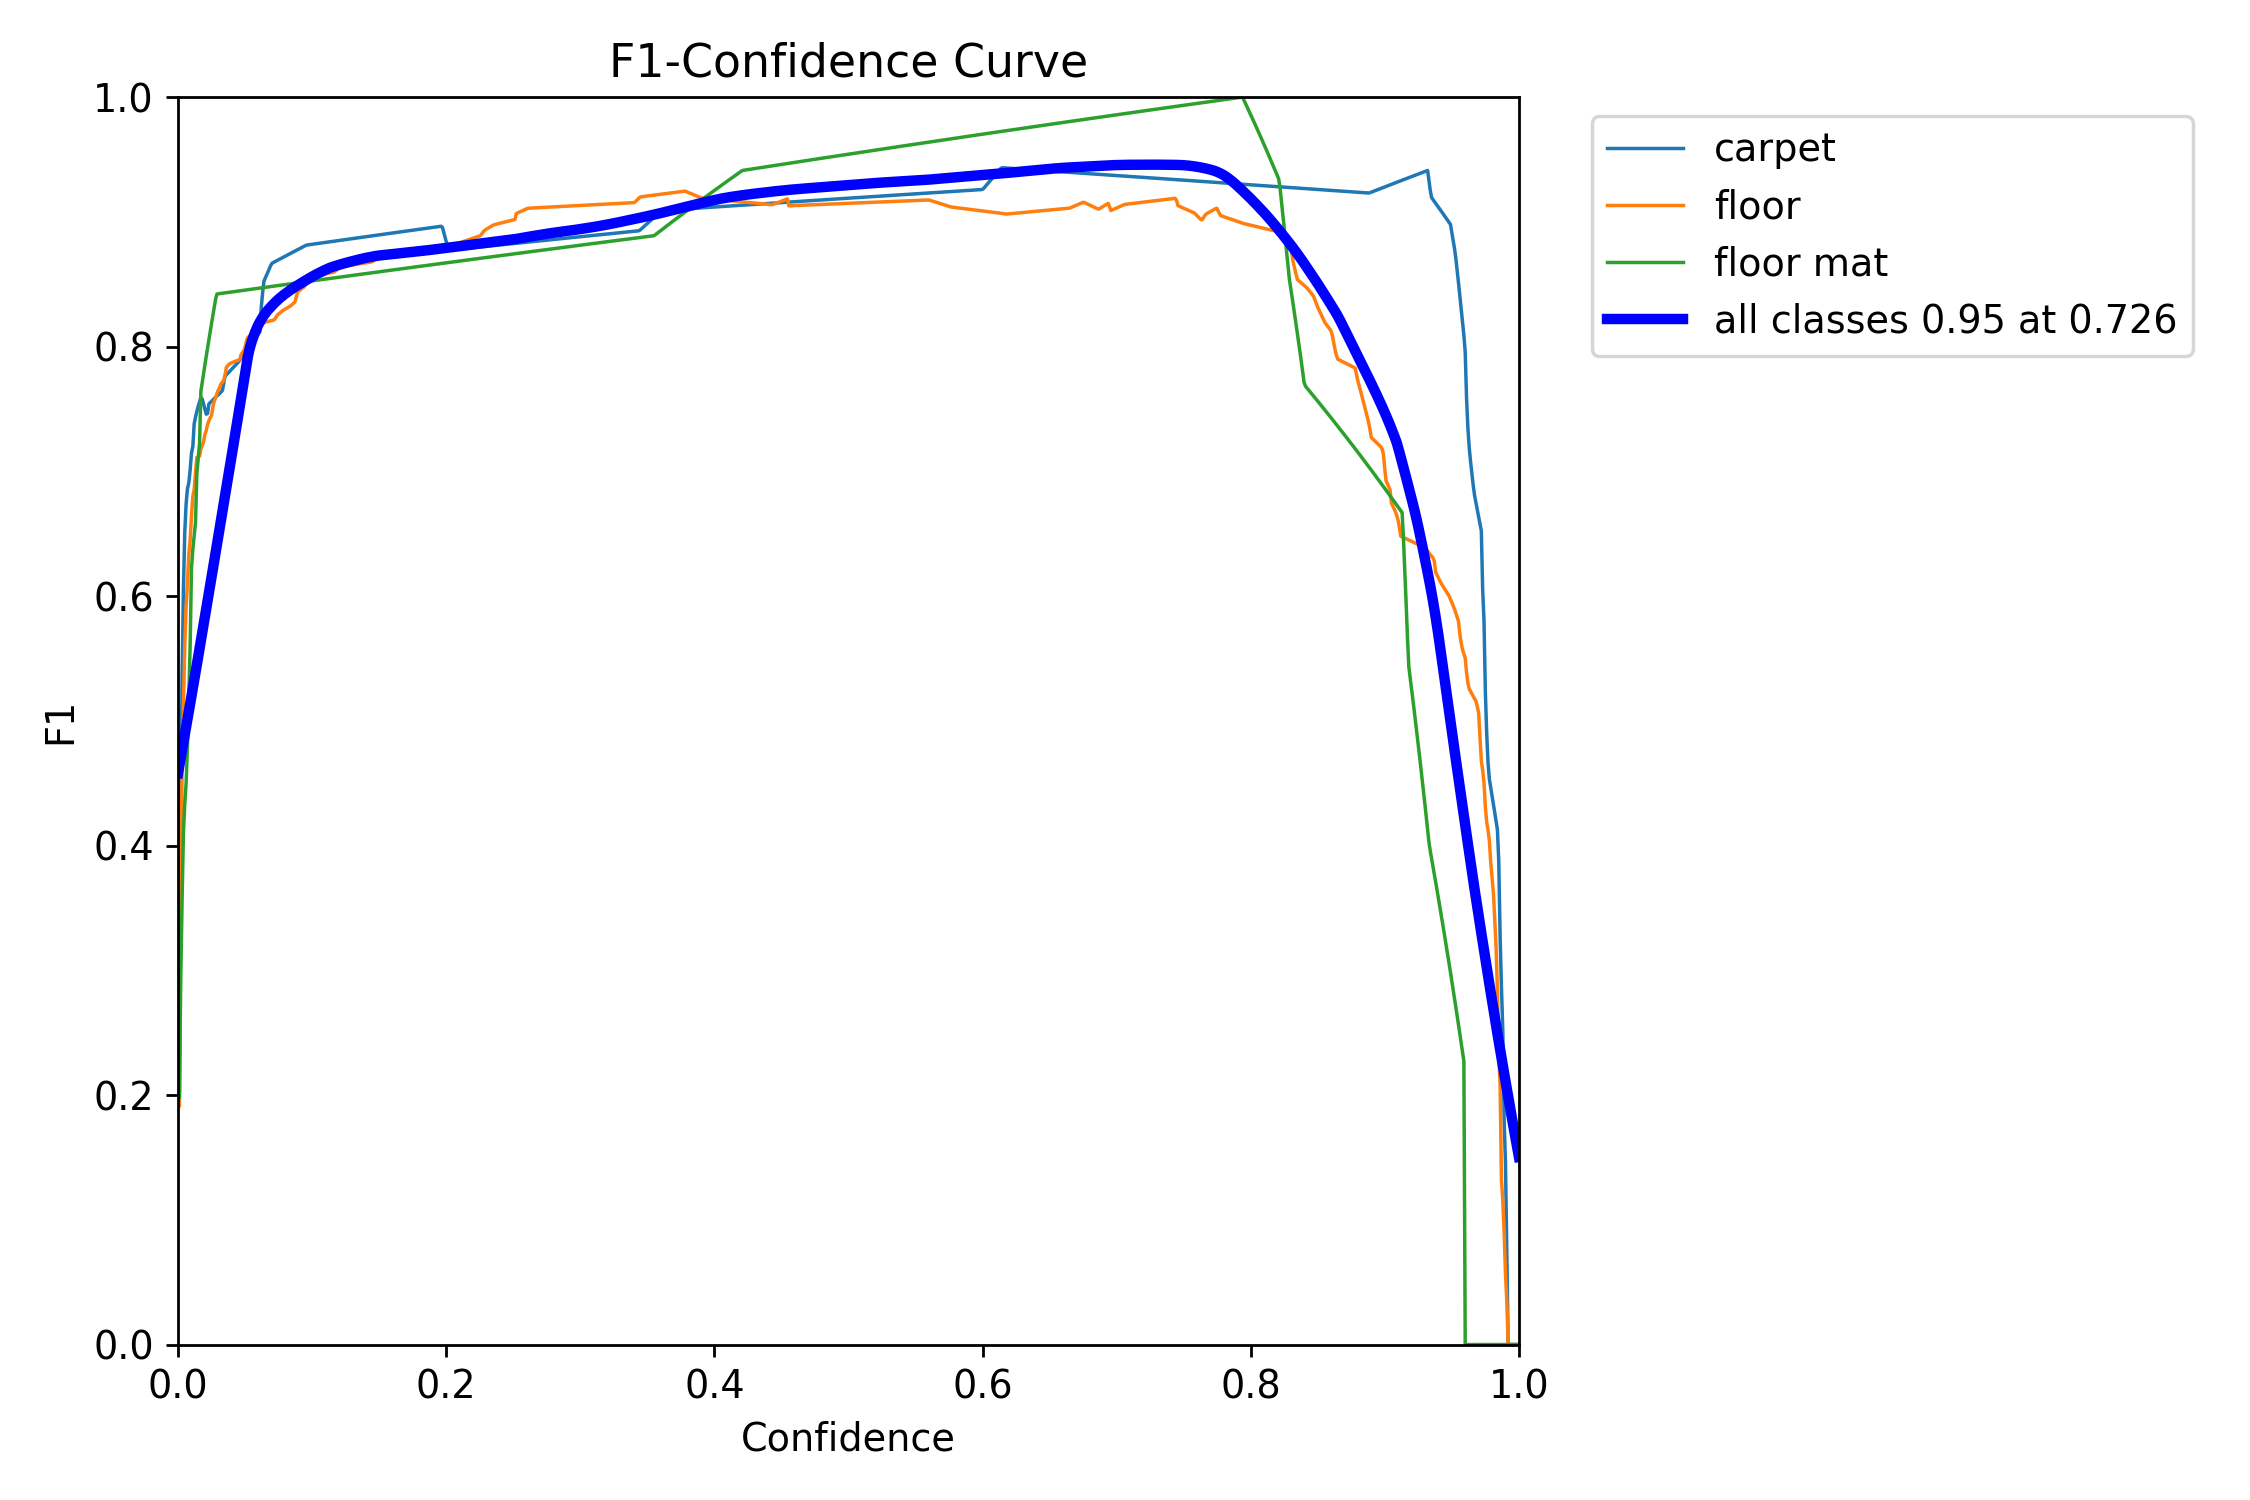 F1-Confidence Curve
1.0
0.8
0.6
0.4
0.2
0.0
F1
0.0 0.2 0.4 0.6 0.8 1.0
Confidence
carpet
floor
floor mat
all classes 0.95 at 0.726